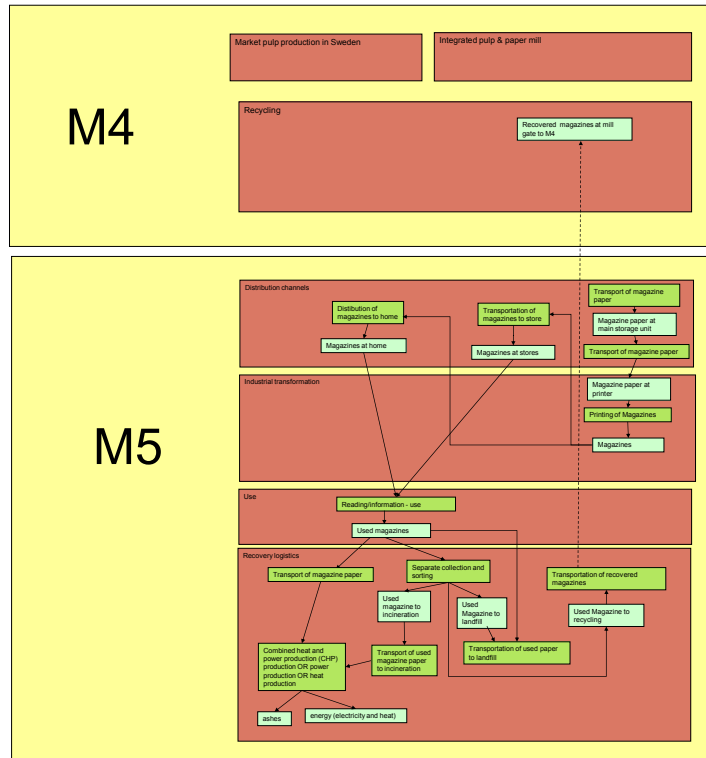 Market pulp production in Sweden
Integrated pulp & paper mill
M4
Recycling
Recovered magazines at mill
gate to M4
M5
Distribution channels
Transport of magazine
paper
Distibution of
magazines to home
Transportation
of magazines to store
Magazine paper at
main storage unit
Magazines at home
Magazines at stores
Transport of magazine paper
Industrial transformation
Magazine paper at
printer
Printing of Magazines
Magazines
Use
Reading/information - use
Used magazines
Recovery logistics
Transport of magazine paper
Separate collection and
sorting
Transportation of recovered
magazines
Used
magazine to
incineration
Used
Magazine to
landfill
Used Magazine to
recycling
Combined heat and
power production (CHP)
production OR power
production OR heat
production
Transport of used
magazine paper
to incineration
Transportation of used paper
to landfill
ashes
energy (electricity and heat)